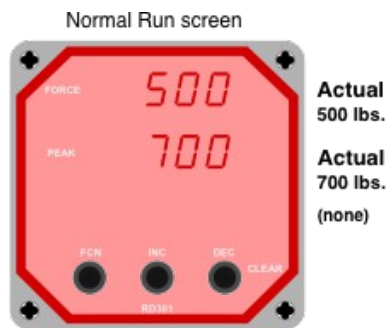 Normal Run screen
FORCE 500
Actual
500 lbs.
PEAK 700
Actual
700 lbs.
(none)
FCN INC DEC
CLEAR
RD301